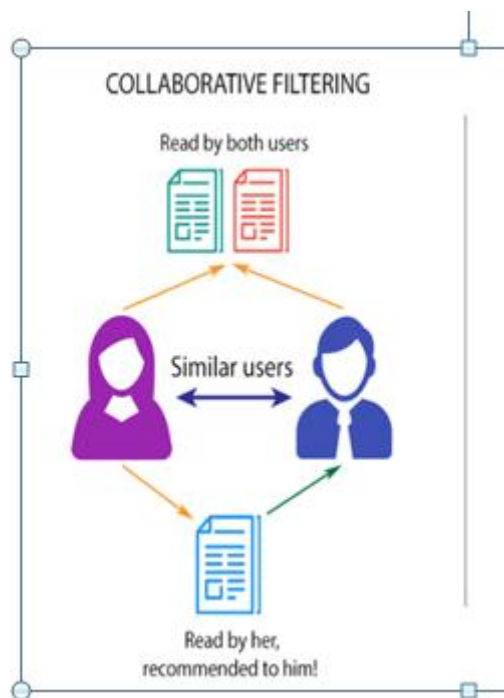 COLLABORATIVE FILTERING
Read by both users
Similar users
Read by her,
recommended to him!